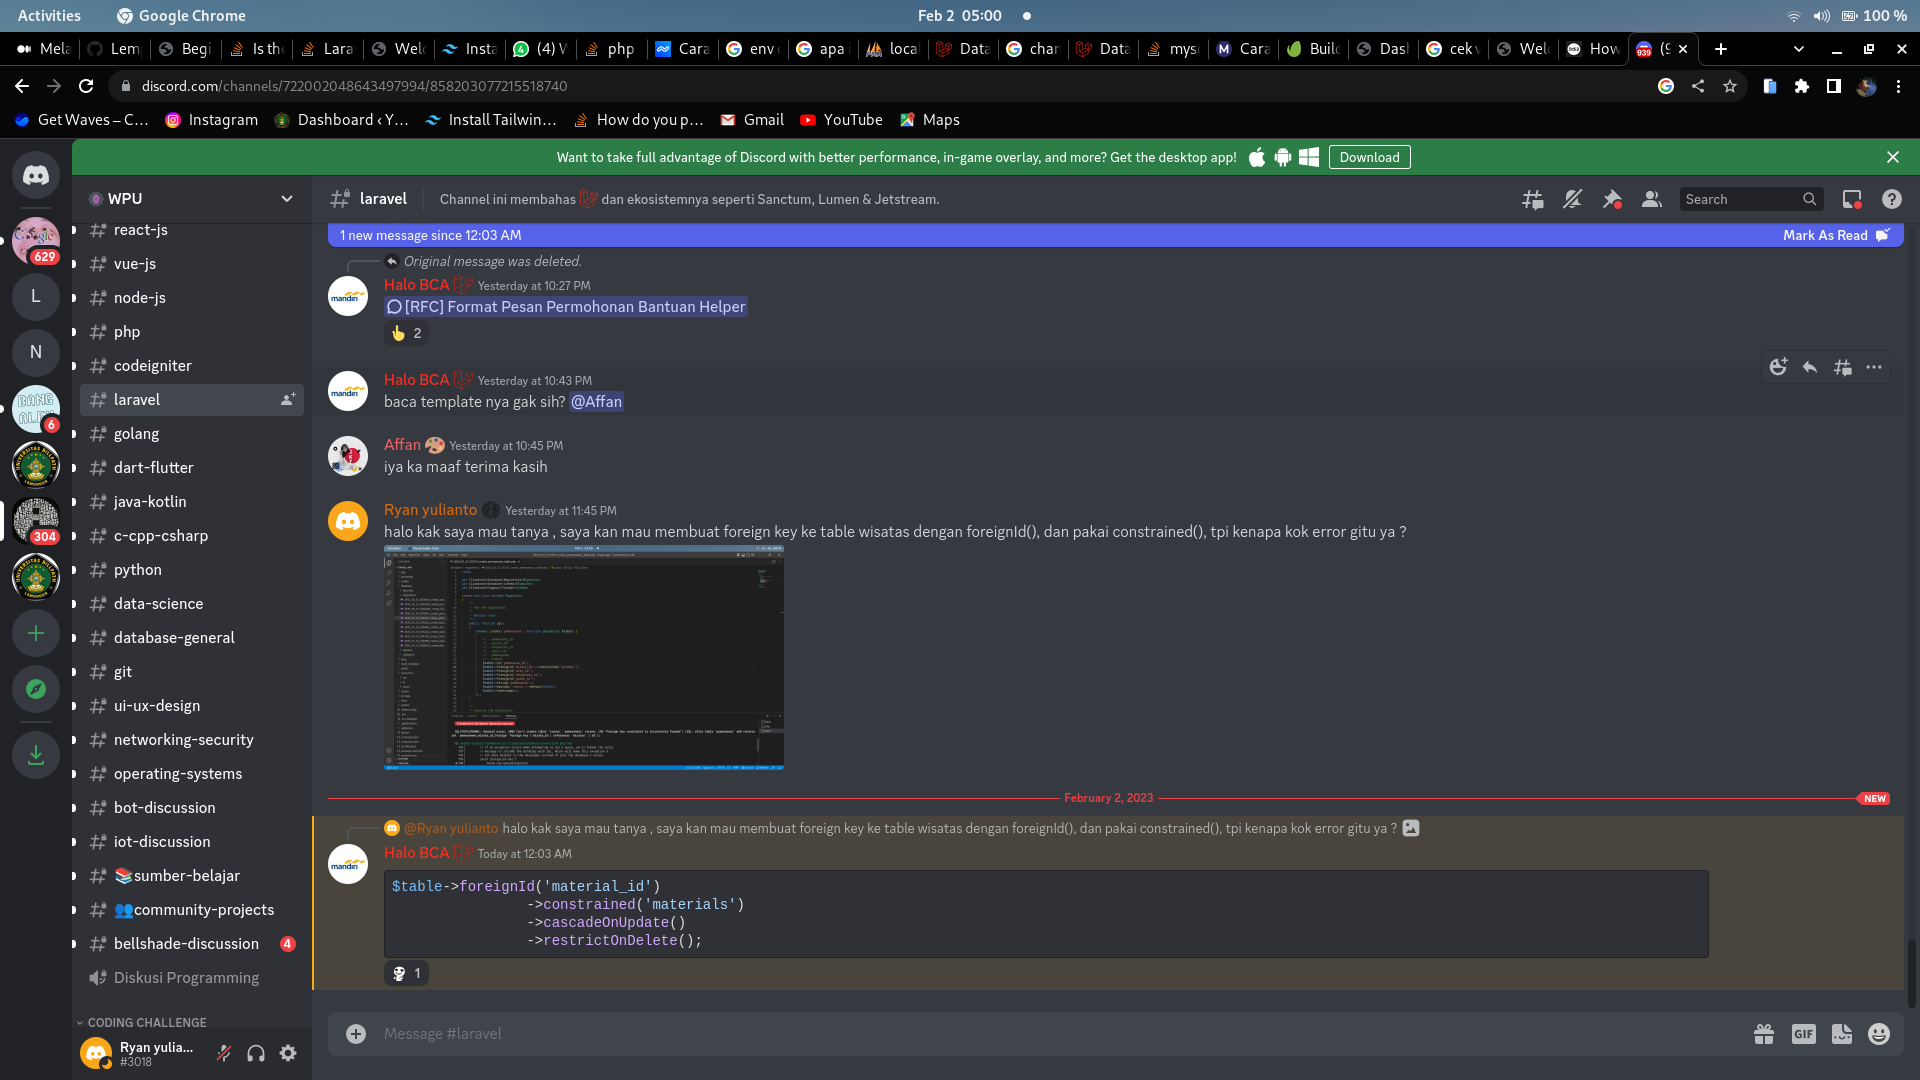 Activities
Google Chrome
Feb 2 05:00
100 %
Mela
Lem
Begi
Is the
Lara
Welc
Insta
(4) W
php
Cara
env
apa i
local
Data
char
Data
mys
Cara
Build
Dash
cek v
Welc
How
discord.com/channels/722002048643497994/858203077215518740
Get Waves – C…
Instagram
Dashboard ‹ Y…
Install Tailwin…
How do you p…
Gmail
YouTube
Maps
Want to take full advantage of Discord with better performance, in-game overlay, and more? Get the desktop app!
Download
WPU
laravel
Channel ini membahas dan ekosistemnya seperti Sanctum, Lumen & Jetstream.
Search
629
L
N
BANG
6
304
react-js
vue-js
node-js
php
codeigniter
laravel
golang
dart-flutter
java-kotlin
c-cpp-csharp
python
data-science
database-general
git
ui-ux-design
networking-security
operating-systems
bot-discussion
iot-discussion
📚sumber-belajar
👥community-projects
bellshade-discussion
4
Diskusi Programming
CODING CHALLENGE
Ryan yulia...
#3018
1 new message since 12:03 AM
Mark As Read
Original message was deleted.
Halo BCA Yesterday at 10:27 PM
[RFC] Format Pesan Permohonan Bantuan Helper
👆 2
mandiri
Halo BCA Yesterday at 10:43 PM
baca template nya gak sih? @Affan
mandiri
Affan 🎨 Yesterday at 10:45 PM
iya ka maaf terima kasih
Ryan yulianto Yesterday at 11:45 PM
halo kak saya mau tanya , saya kan mau membuat foreign key ke table wisatas dengan foreignId(), dan pakai constrained(), tpi kenapa kok error gitu ya ?
February 2, 2023
NEW
@Ryan yulianto halo kak saya mau tanya , saya kan mau membuat foreign key ke table wisatas dengan foreignId(), dan pakai constrained(), tpi kenapa kok error gitu ya ?
Halo BCA Today at 12:03 AM
mandiri
$table->foreignId('material_id')
->constrained('materials')
->cascadeOnUpdate()
->restrictOnDelete();
1
Message #laravel
GIF